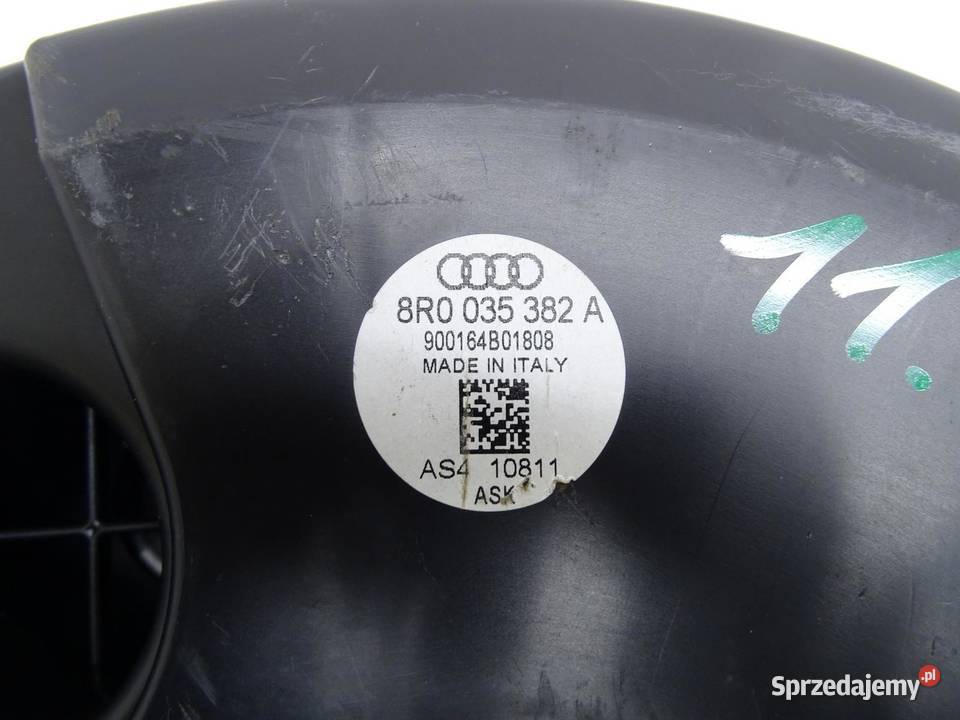 8R0 035 382 A
900164B01808
MADE IN ITALY
AS4 10811
ASK
11.
Sprzedajemy.pl